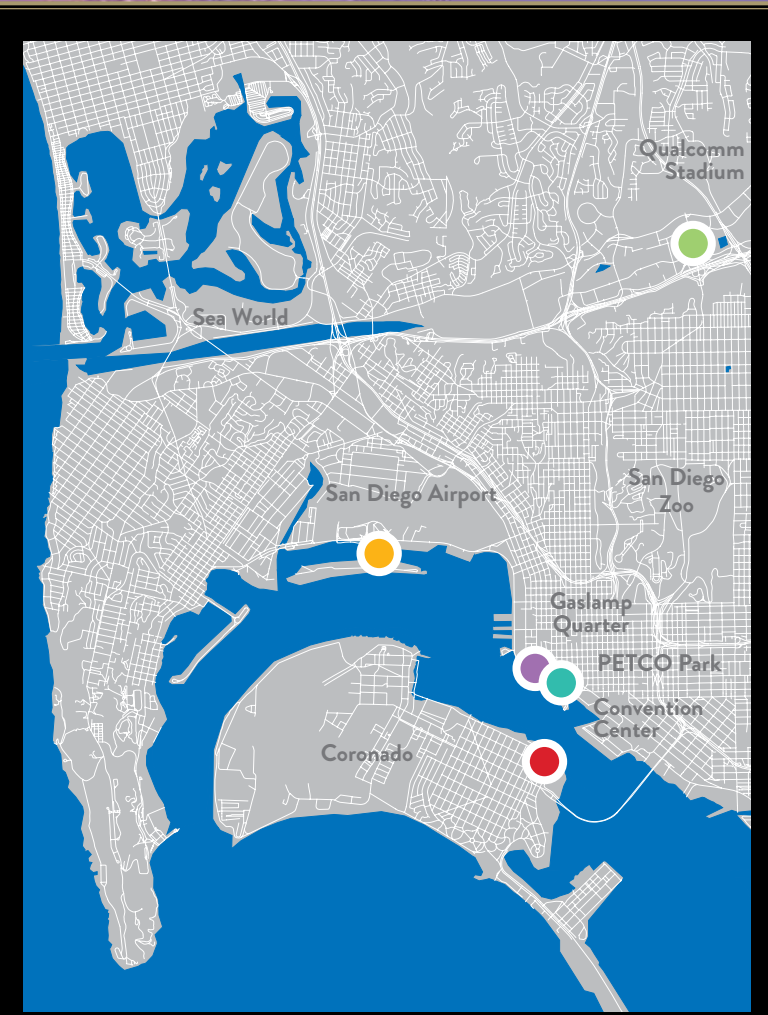 Qualcomm
Stadium
Sea World
San Diego Airport
San Diego
Zoo
Gaslamp
Quarter
PETCO Park
Convention
Center
Coronado